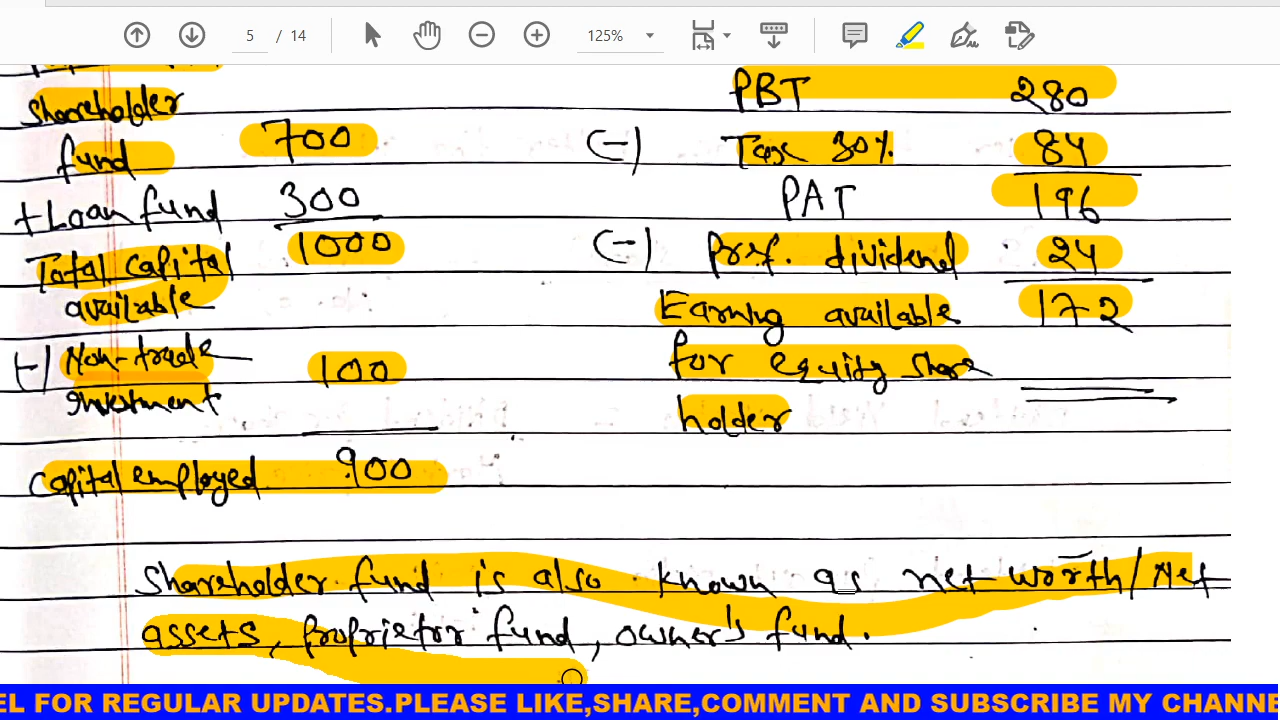 5 / 14
125%
PBT 280
Shareholder
fund 700
(-) Tax 30% 84
PAT 196
+ Loan fund 300
Total capital 1000
available
(-) Pref. dividend 24
Earning available 172
for equity share
holder
(-) Non-trade 100
investment
Capital employed 900
Shareholder fund is also known as net worth/Net
assets, proprietor fund, owner's fund.
EL FOR REGULAR UPDATES.PLEASE LIKE,SHARE,COMMENT AND SUBSCRIBE MY CHANNE